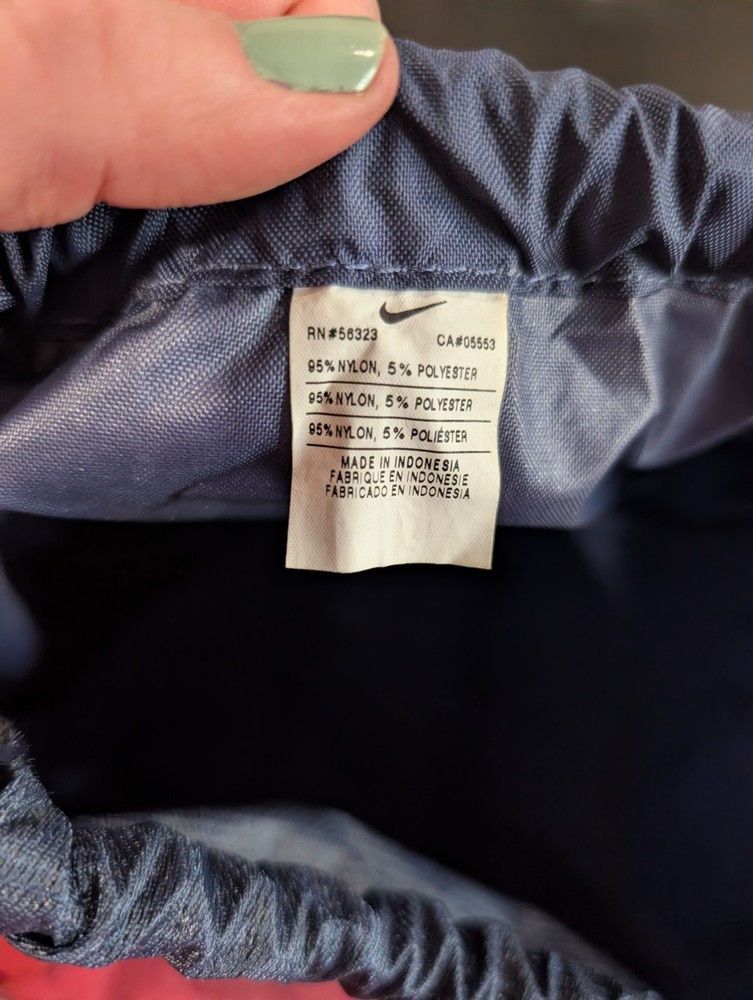 RN#56323 CA#05553
95% NYLON, 5% POLYESTER
95% NYLON, 5% POLYESTER
95% NYLON, 5% POLIÉSTER
MADE IN INDONESIA
FABRIQUE EN INDONESIE
FABRICADO EN INDONESIA